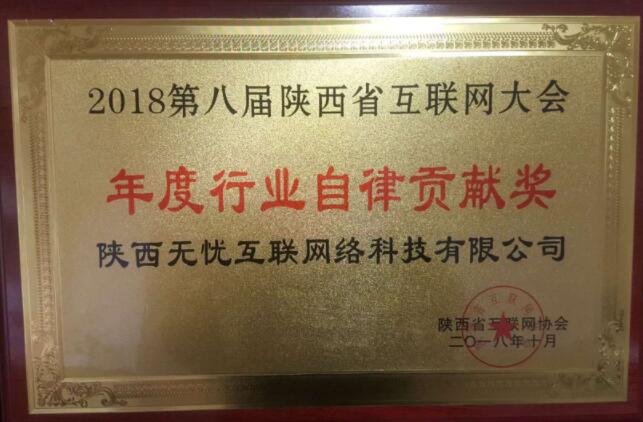 2018第八届陕西省互联网大会
年度行业自律贡献奖
陕西无忧互联网络科技有限公司
陕西省互联网协会
二〇一八年十月